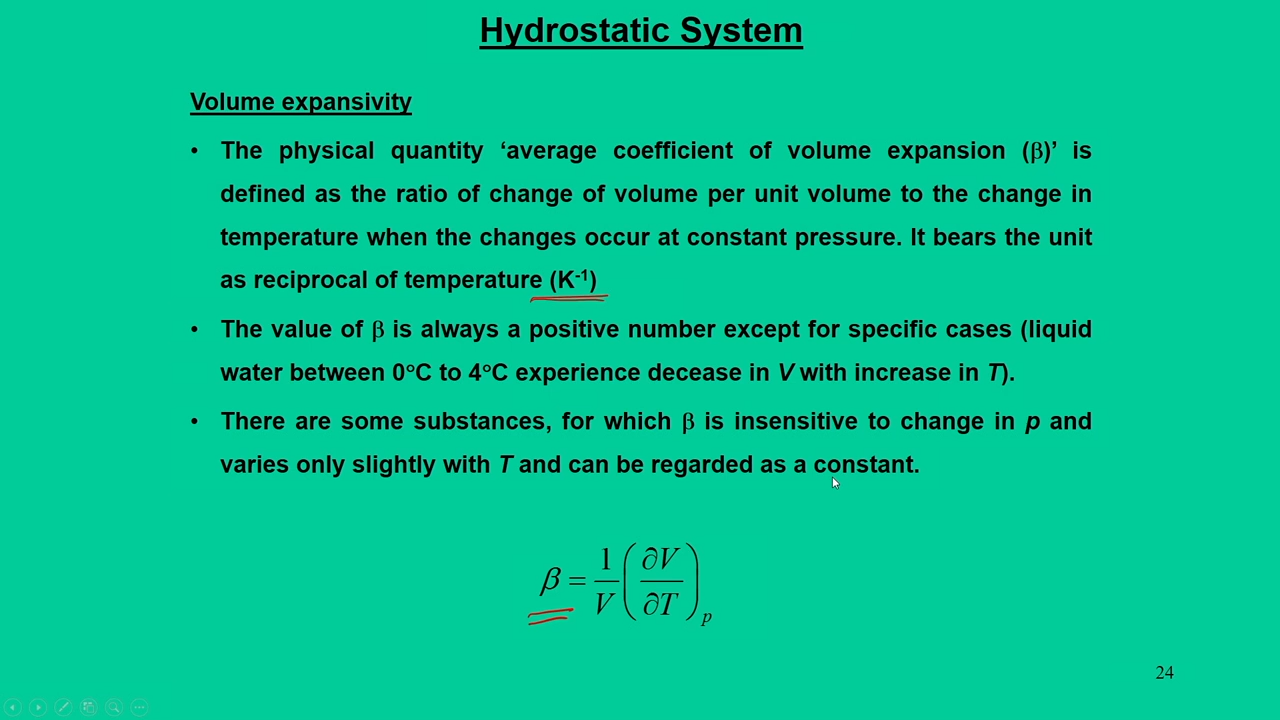 Hydrostatic System
Volume expansivity
• The physical quantity ‘average coefficient of volume expansion (β)’ is
defined as the ratio of change of volume per unit volume to the change in
temperature when the changes occur at constant pressure. It bears the unit
as reciprocal of temperature (K⁻¹)
• The value of β is always a positive number except for specific cases (liquid
water between 0°C to 4°C experience decease in V with increase in T).
• There are some substances, for which β is insensitive to change in p and
varies only slightly with T and can be regarded as a constant.
β = 1/V (∂V/∂T)ₚ
24